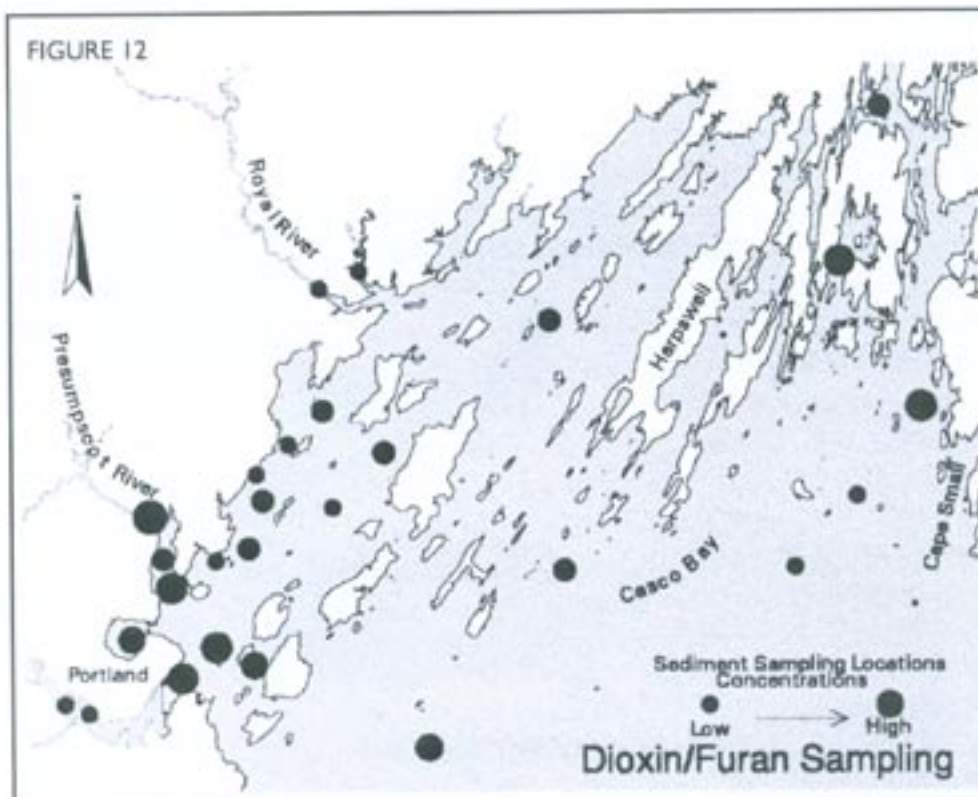 FIGURE 12
Royal River
Presumpscot River
Harpswell
Casco Bay
Cape Small
Portland
Sediment Sampling Locations
Concentrations
Low
High
Dioxin/Furan Sampling